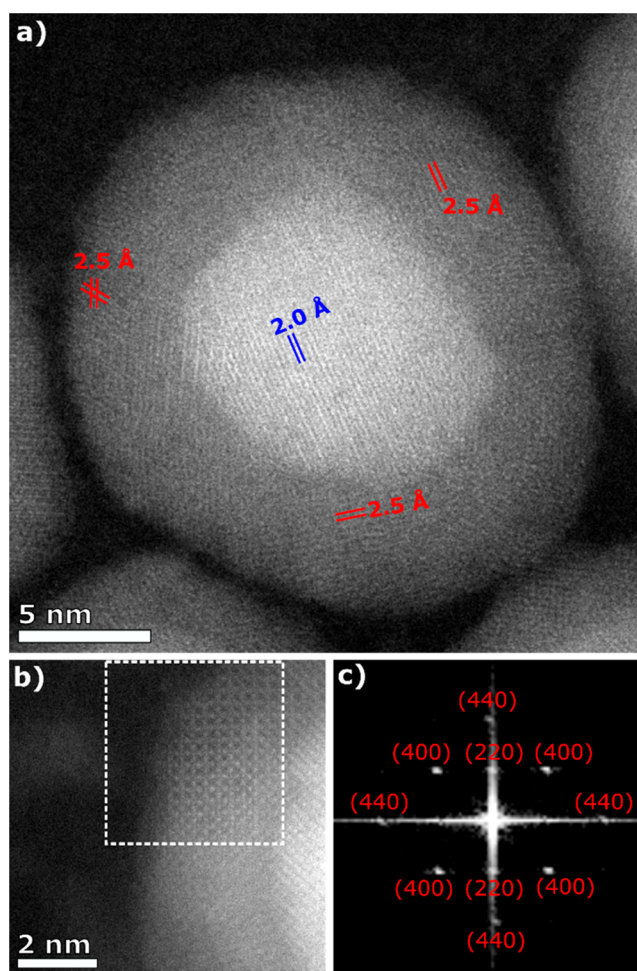 a)
2.5 Å
2.5 Å
2.0 Å
2.5 Å
5 nm
b)
2 nm
c)
(440)
(400) (220) (400)
(440) (440)
(400) (220) (400)
(440)